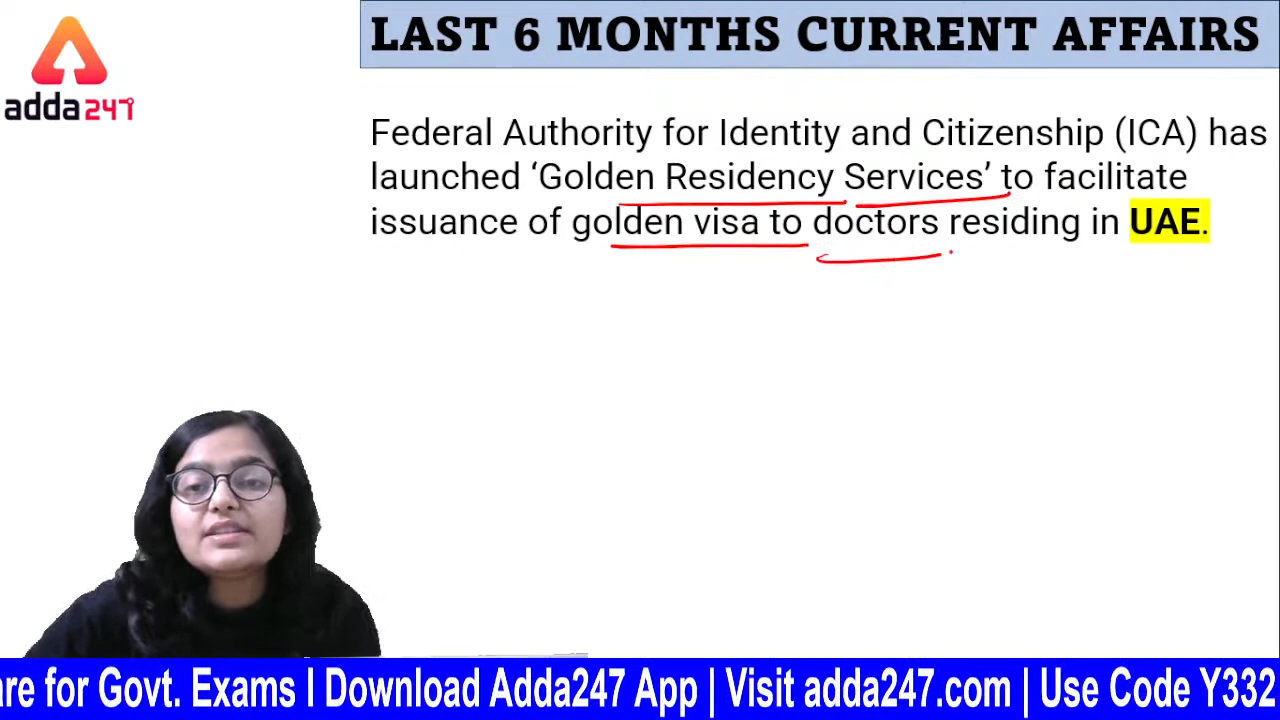 LAST 6 MONTHS CURRENT AFFAIRS
adda247
Federal Authority for Identity and Citizenship (ICA) has
launched ‘Golden Residency Services’ to facilitate
issuance of golden visa to doctors residing in UAE.
are for Govt. Exams I Download Adda247 App | Visit adda247.com | Use Code Y332